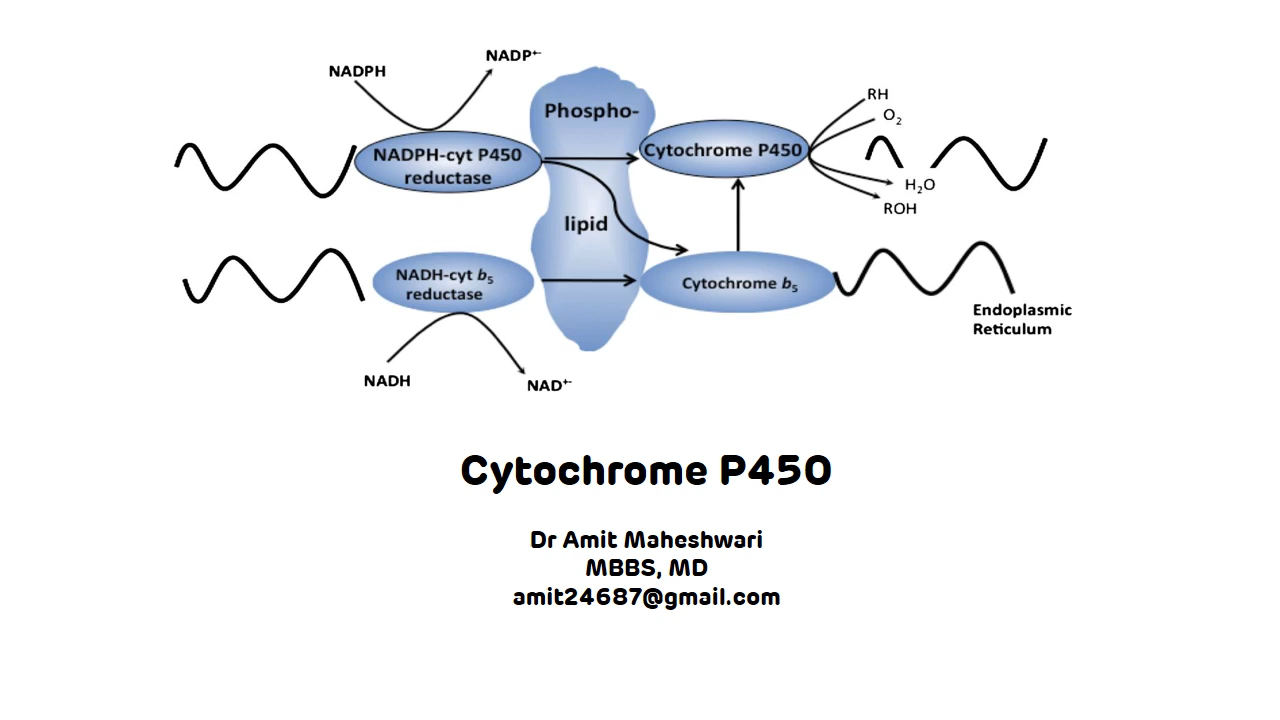 NADPH
NADP⁺
Phospho-
RH
O₂
NADPH-cyt P450
reductase
Cytochrome P450
H₂O
ROH
lipid
NADH-cyt b₅
reductase
Cytochrome b₅
Endoplasmic
Reticulum
NADH
NAD⁺
Cytochrome P450
Dr Amit Maheshwari
MBBS, MD
amit24687@gmail.com